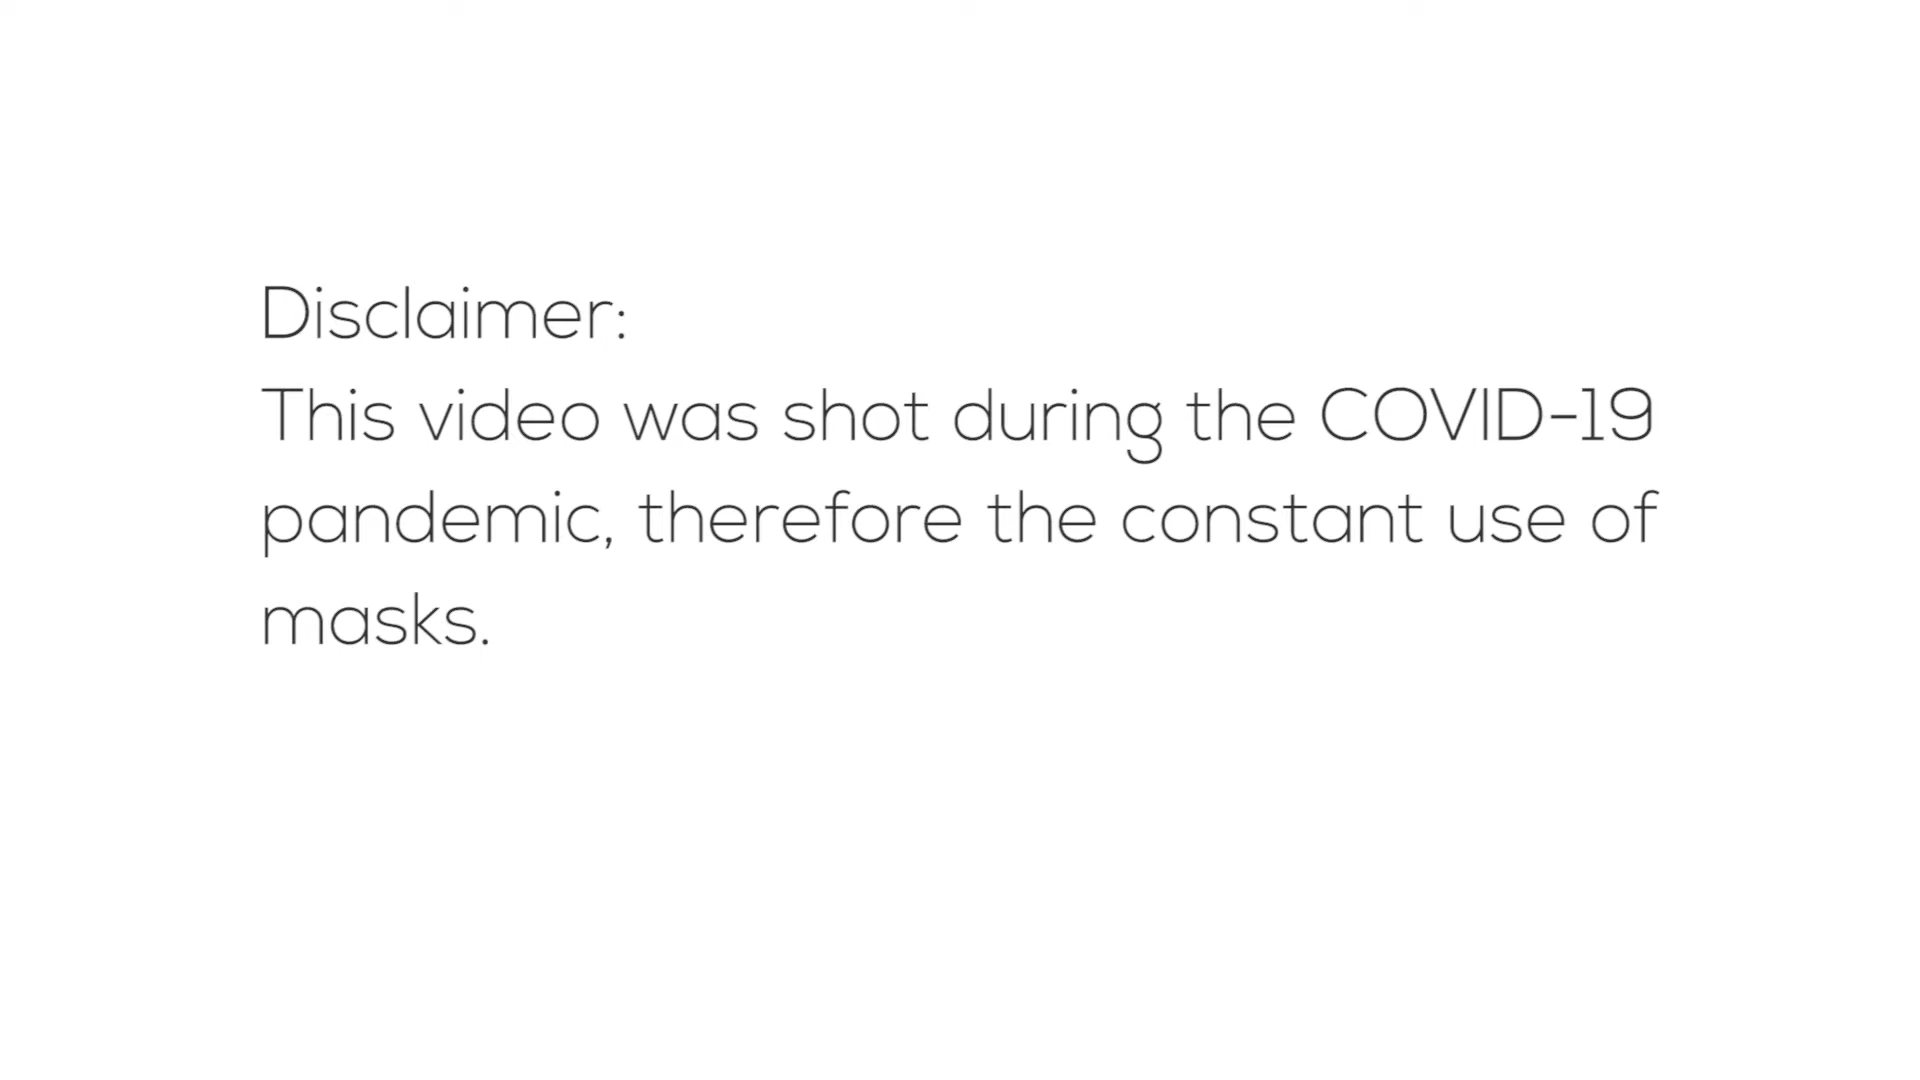 Disclaimer:
This video was shot during the COVID-19
pandemic, therefore the constant use of
masks.